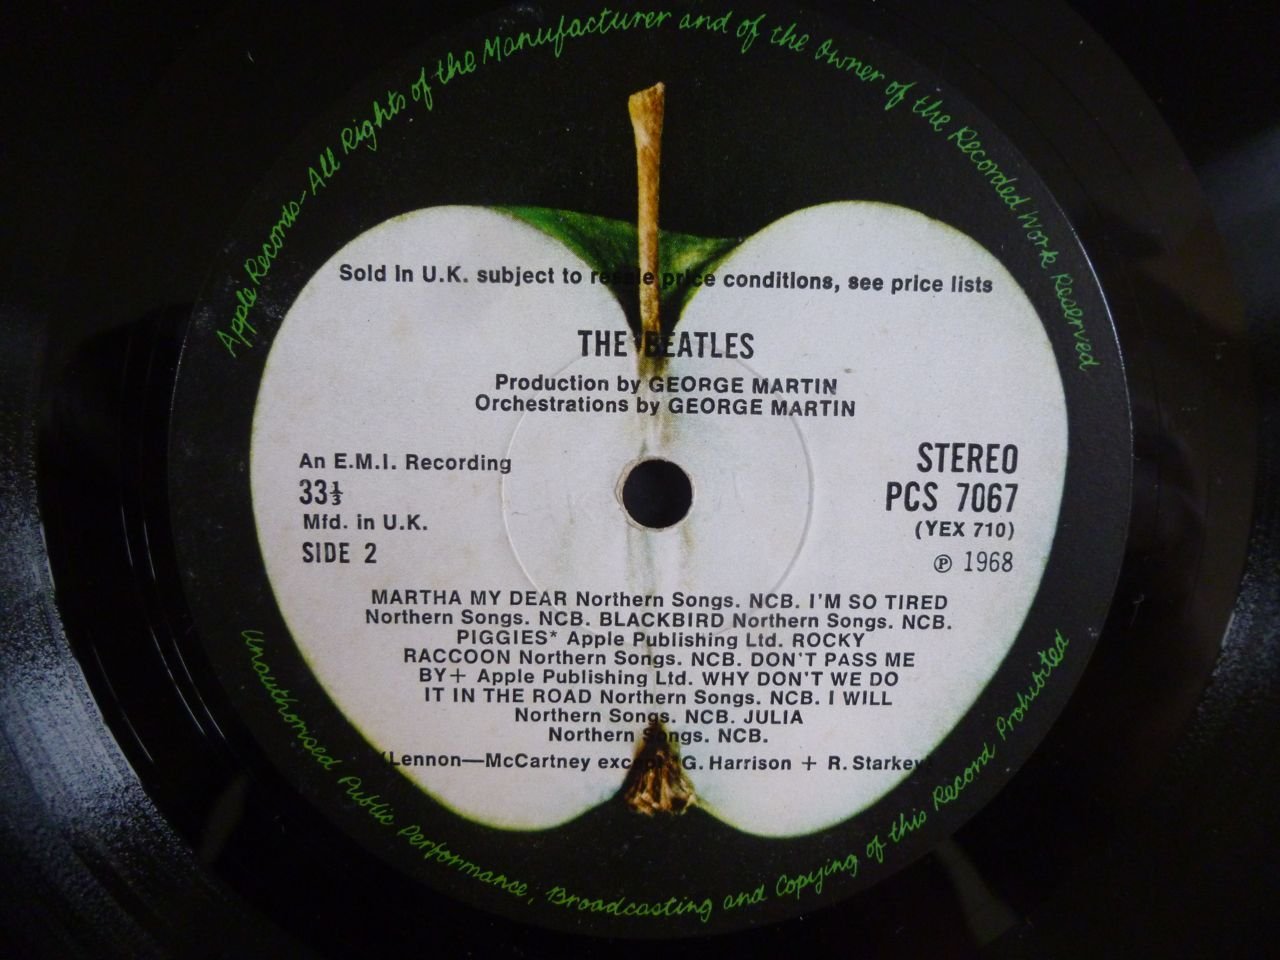 Apple Records–All Rights of the Manufacturer and of the Owner of the Recorded Work Reserved
Sold in U.K. subject to resale price conditions, see price lists
THE BEATLES
Production by GEORGE MARTIN
Orchestrations by GEORGE MARTIN
An E.M.I. Recording
33⅓
Mfd. in U.K.
SIDE 2
STEREO
PCS 7067
(YEX 710)
℗ 1968
MARTHA MY DEAR Northern Songs. NCB. I'M SO TIRED
Northern Songs. NCB. BLACKBIRD Northern Songs. NCB.
PIGGIES* Apple Publishing Ltd. ROCKY
RACCOON Northern Songs. NCB. DON'T PASS ME
BY+ Apple Publishing Ltd. WHY DON'T WE DO
IT IN THE ROAD Northern Songs. NCB. I WILL
Northern Songs. NCB. JULIA
Northern Songs. NCB.
(Lennon—McCartney except *G. Harrison + R. Starkey)
Unauthorised Public Performance, Broadcasting and Copying of this Record Prohibited